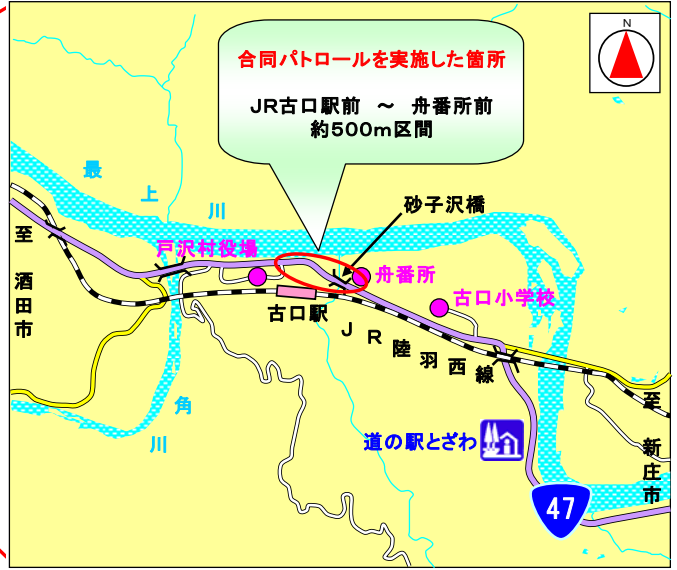 N
合同パトロールを実施した箇所
JR古口駅前 ～ 舟番所前
約500m区間
最上川
砂子沢橋
至 酒田市
戸沢村役場
舟番所
古口小学校
古口駅
JR陸羽西線
角川
道の駅とざわ
至 新庄市
47